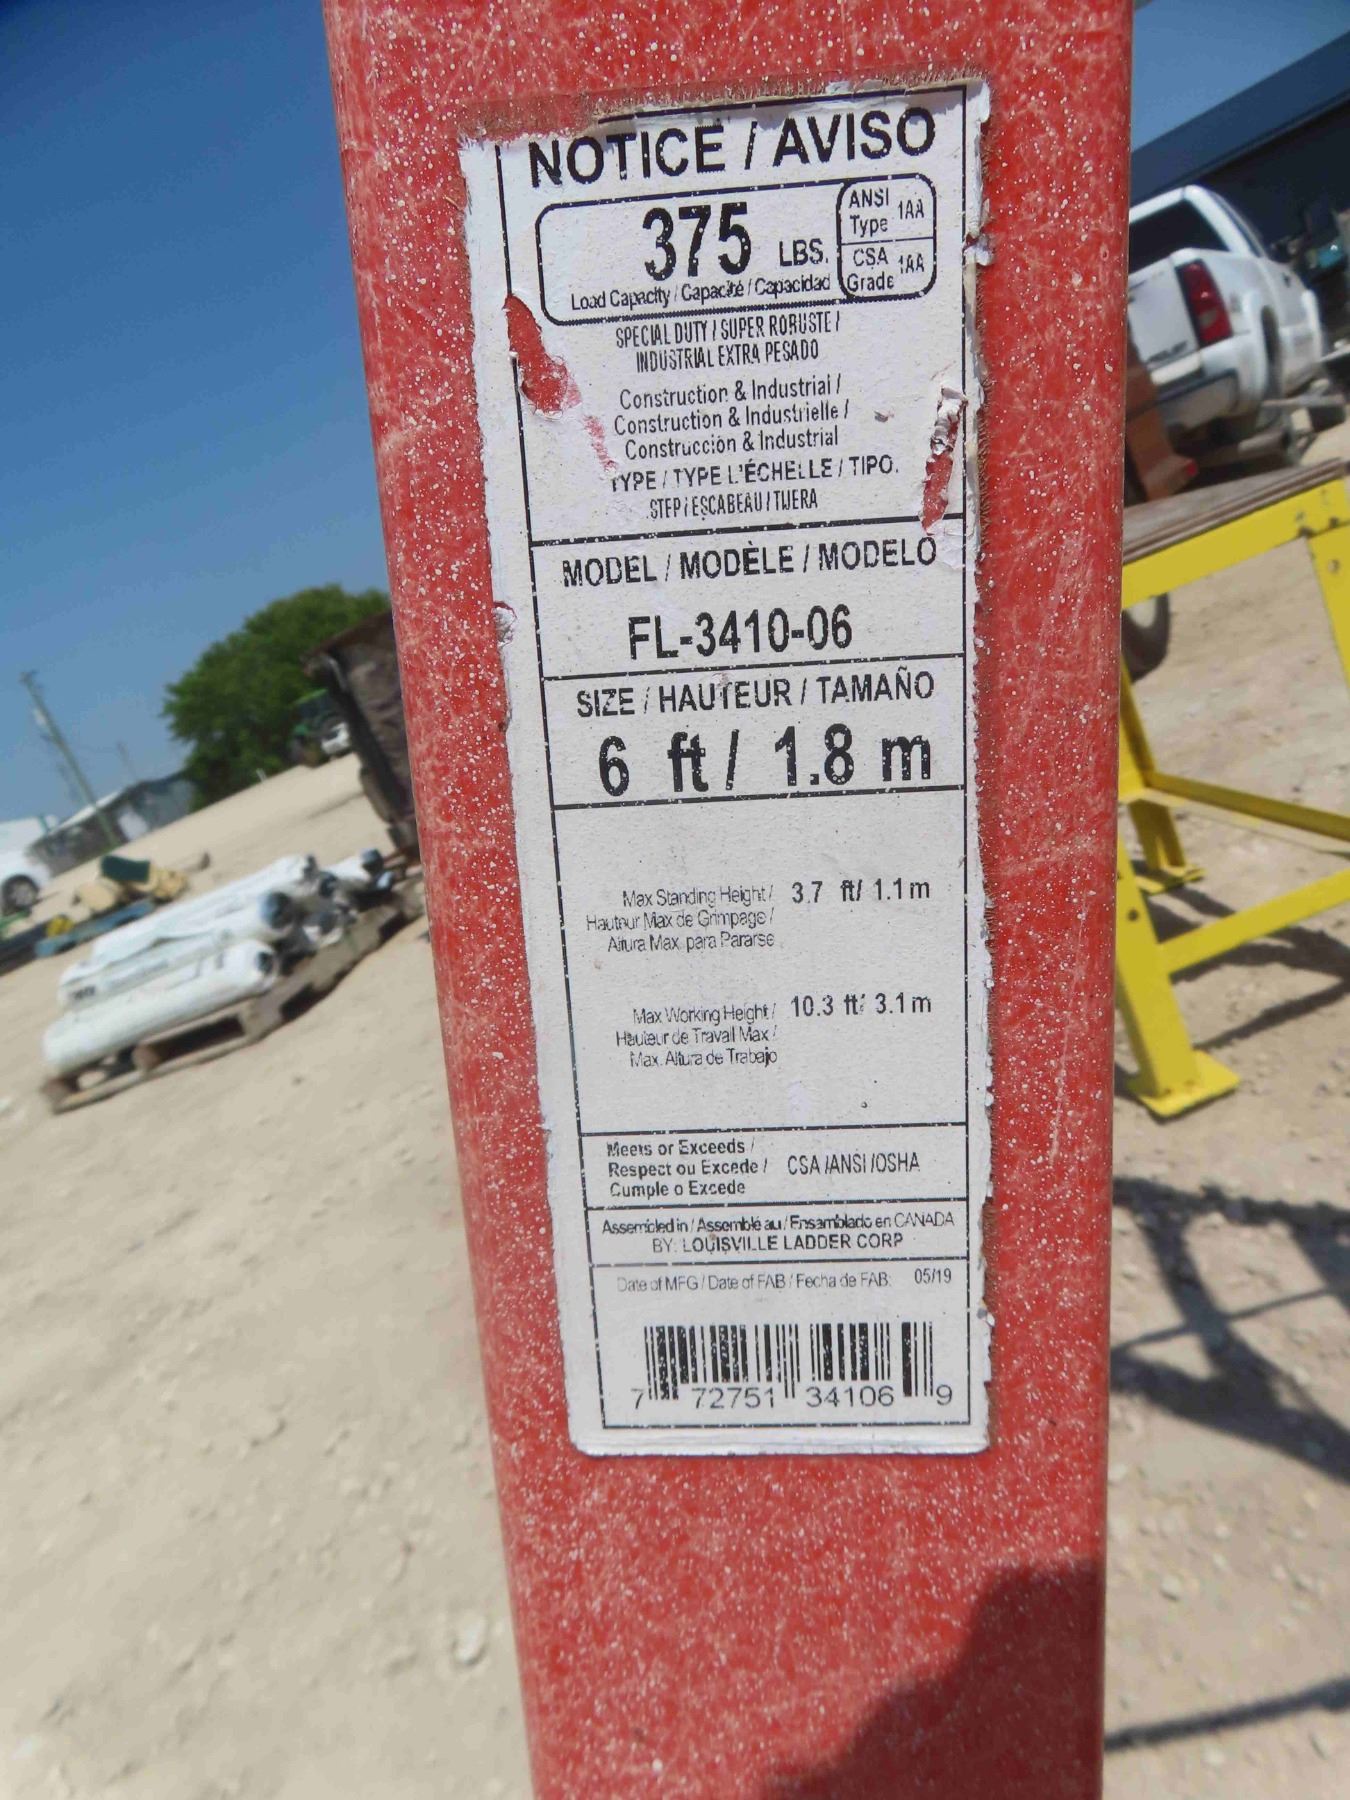 NOTICE / AVISO
375 LBS.
Load Capacity / Capacité / Capacidad
ANSI Type 1AA
CSA Grade 1AA
SPECIAL DUTY / SUPER ROBUSTE /
INDUSTRIAL EXTRA PESADO
Construction & Industrial /
Construction & Industrielle /
Construcción & Industrial
TYPE / TYPE L'ÉCHELLE / TIPO.
STEP / ESCABEAU / TIJERA
MODEL / MODÈLE / MODELO
FL-3410-06
SIZE / HAUTEUR / TAMAÑO
6 ft / 1.8 m
Max Standing Height / 3.7 ft/ 1.1 m
Hauteur Max de Grimpage /
Altura Max. para Pararse
Max Working Height / 10.3 ft/ 3.1 m
Hauteur de Travail Max /
Max. Altura de Trabajo
Meets or Exceeds /
Respect ou Excede / CSA /ANSI /OSHA
Cumple o Excede
Assembled in / Assemblé au / Ensamblado en CANADA
BY: LOUISVILLE LADDER CORP
Date of MFG / Date of FAB / Fecha de FAB: 05/19
7 72751 34106 9